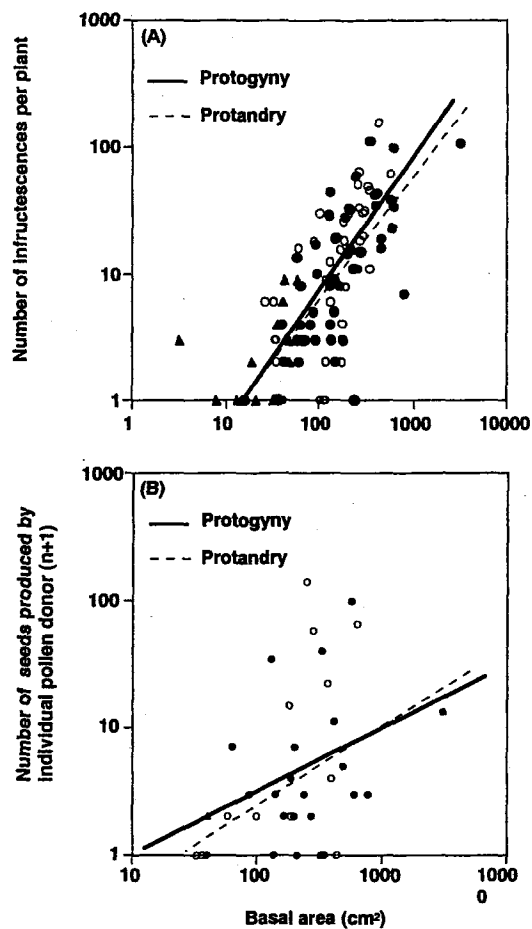 1000
(A)
Protogyny
Protandry
100
10
1
1
10
100
1000
10000
Number of infructescences per plant
1000
(B)
Protogyny
Protandry
100
10
1
10
100
1000
1000
0
Number of seeds produced by
individual pollen donor (n+1)
Basal area (cm²)